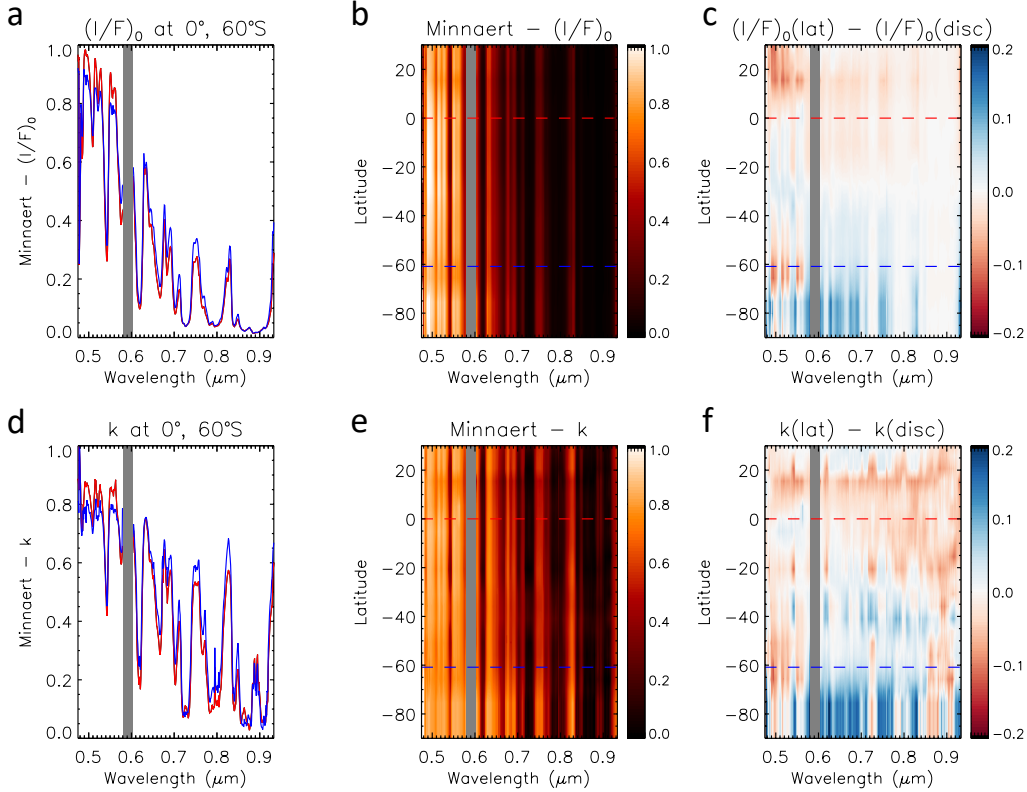 a
(I/F)₀ at 0°, 60°S
Minnaert – (I/F)₀
1.0
0.8
0.6
0.4
0.2
0.0
0.5 0.6 0.7 0.8 0.9
Wavelength (μm)
b
Minnaert – (I/F)₀
Latitude
20
0
−20
−40
−60
−80
0.5 0.6 0.7 0.8 0.9
Wavelength (μm)
1.0
0.8
0.6
0.4
0.2
0.0
c
(I/F)₀(lat) – (I/F)₀(disc)
Latitude
20
0
−20
−40
−60
−80
0.5 0.6 0.7 0.8 0.9
Wavelength (μm)
0.2
0.1
0.0
−0.1
−0.2
d
k at 0°, 60°S
Minnaert – k
1.0
0.8
0.6
0.4
0.2
0.0
0.5 0.6 0.7 0.8 0.9
Wavelength (μm)
e
Minnaert – k
Latitude
20
0
−20
−40
−60
−80
0.5 0.6 0.7 0.8 0.9
Wavelength (μm)
1.0
0.8
0.6
0.4
0.2
0.0
f
k(lat) – k(disc)
Latitude
20
0
−20
−40
−60
−80
0.5 0.6 0.7 0.8 0.9
Wavelength (μm)
0.2
0.1
0.0
−0.1
−0.2